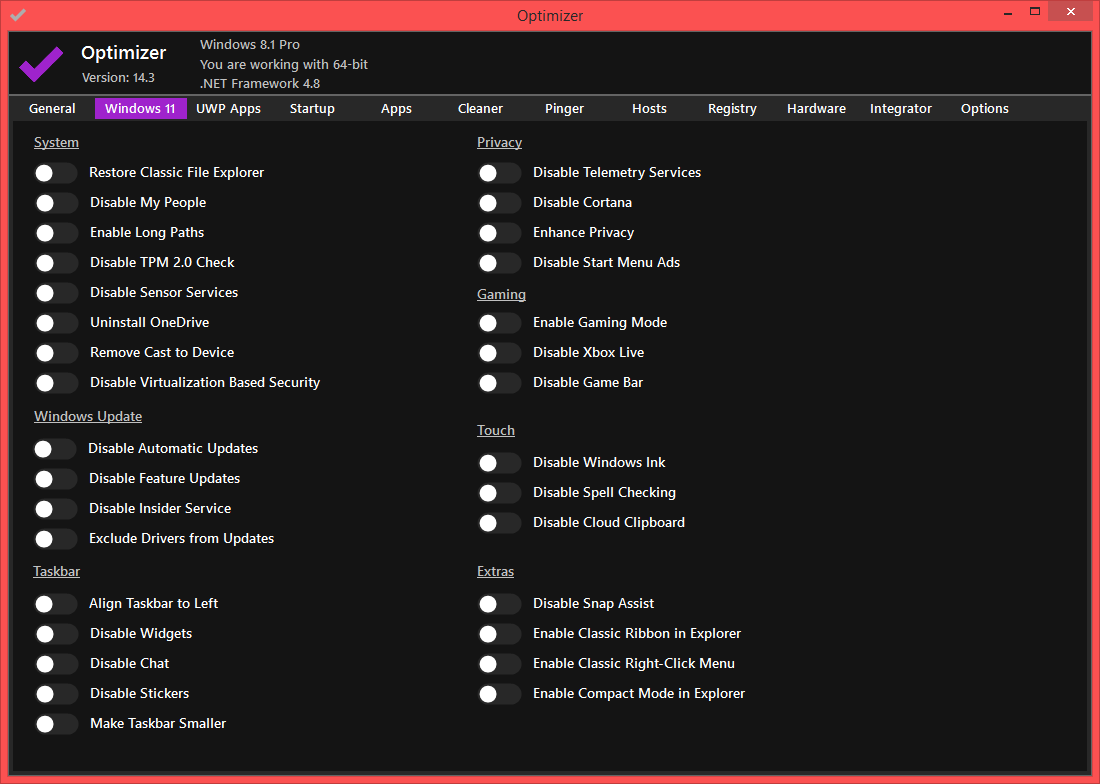 Optimizer
Optimizer
Version: 14.3
Windows 8.1 Pro
You are working with 64-bit
.NET Framework 4.8
General Windows 11 UWP Apps Startup Apps Cleaner Pinger Hosts Registry Hardware Integrator Options
System
Restore Classic File Explorer
Disable My People
Enable Long Paths
Disable TPM 2.0 Check
Disable Sensor Services
Uninstall OneDrive
Remove Cast to Device
Disable Virtualization Based Security
Windows Update
Disable Automatic Updates
Disable Feature Updates
Disable Insider Service
Exclude Drivers from Updates
Taskbar
Align Taskbar to Left
Disable Widgets
Disable Chat
Disable Stickers
Make Taskbar Smaller
Privacy
Disable Telemetry Services
Disable Cortana
Enhance Privacy
Disable Start Menu Ads
Gaming
Enable Gaming Mode
Disable Xbox Live
Disable Game Bar
Touch
Disable Windows Ink
Disable Spell Checking
Disable Cloud Clipboard
Extras
Disable Snap Assist
Enable Classic Ribbon in Explorer
Enable Classic Right-Click Menu
Enable Compact Mode in Explorer